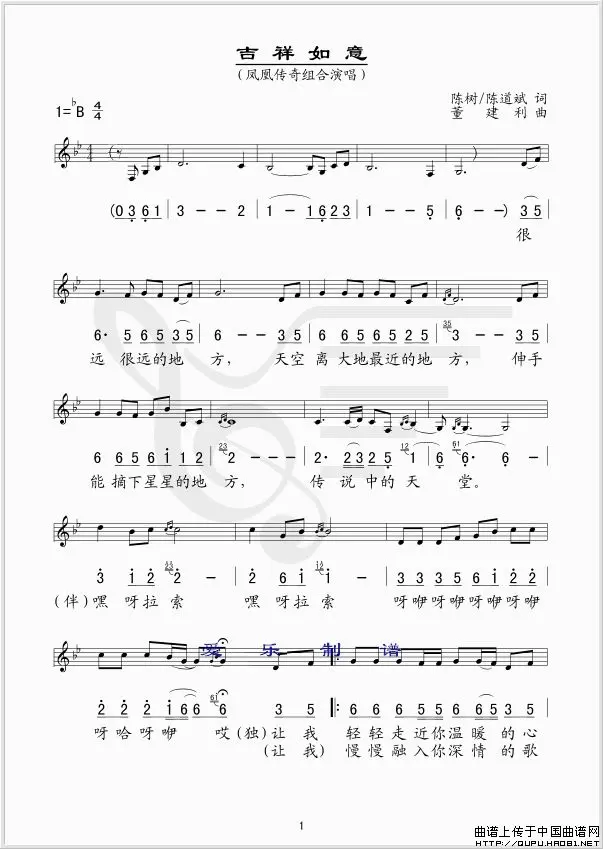 吉祥如意
(凤凰传奇组合演唱)
陈树/陈道斌 词
1=♭B 4/4
董 建 利 曲
(0 3 6 1 3 - - 2 1 - 1 6 2 3 1 - - 5 6 - - ) 3 5
很
6· 5 6 5 3 5 6 - - 3 5 6 6 5 6 5 2 5 3 - - 3 5
远 很远的地 方， 天空 离 大地最近的地 方， 伸手
6 6 5 6 1 1 2 2 - 2· 2 3 2 5 1 6 6· 6 -
能 摘下星星的地 方， 传 说中的天 堂。
3 1 2 2 - 2 6 1 1 - 3 3 3 5 6 1 1
(伴)嘿 呀拉索 嘿 呀拉索 呀咿呀咿呀咿呀咿
爱 乐 制 谱
2 2 2 1 6 6 6 3 5 6 6 5 6 5 6 5 5
呀哈呀咿 哎(独)让 我 轻轻走近你温暖的心
(让 我) 慢慢融入你深情的歌
1
曲谱上传于中国曲谱网
HTTP://QUPU.HAO81.NET